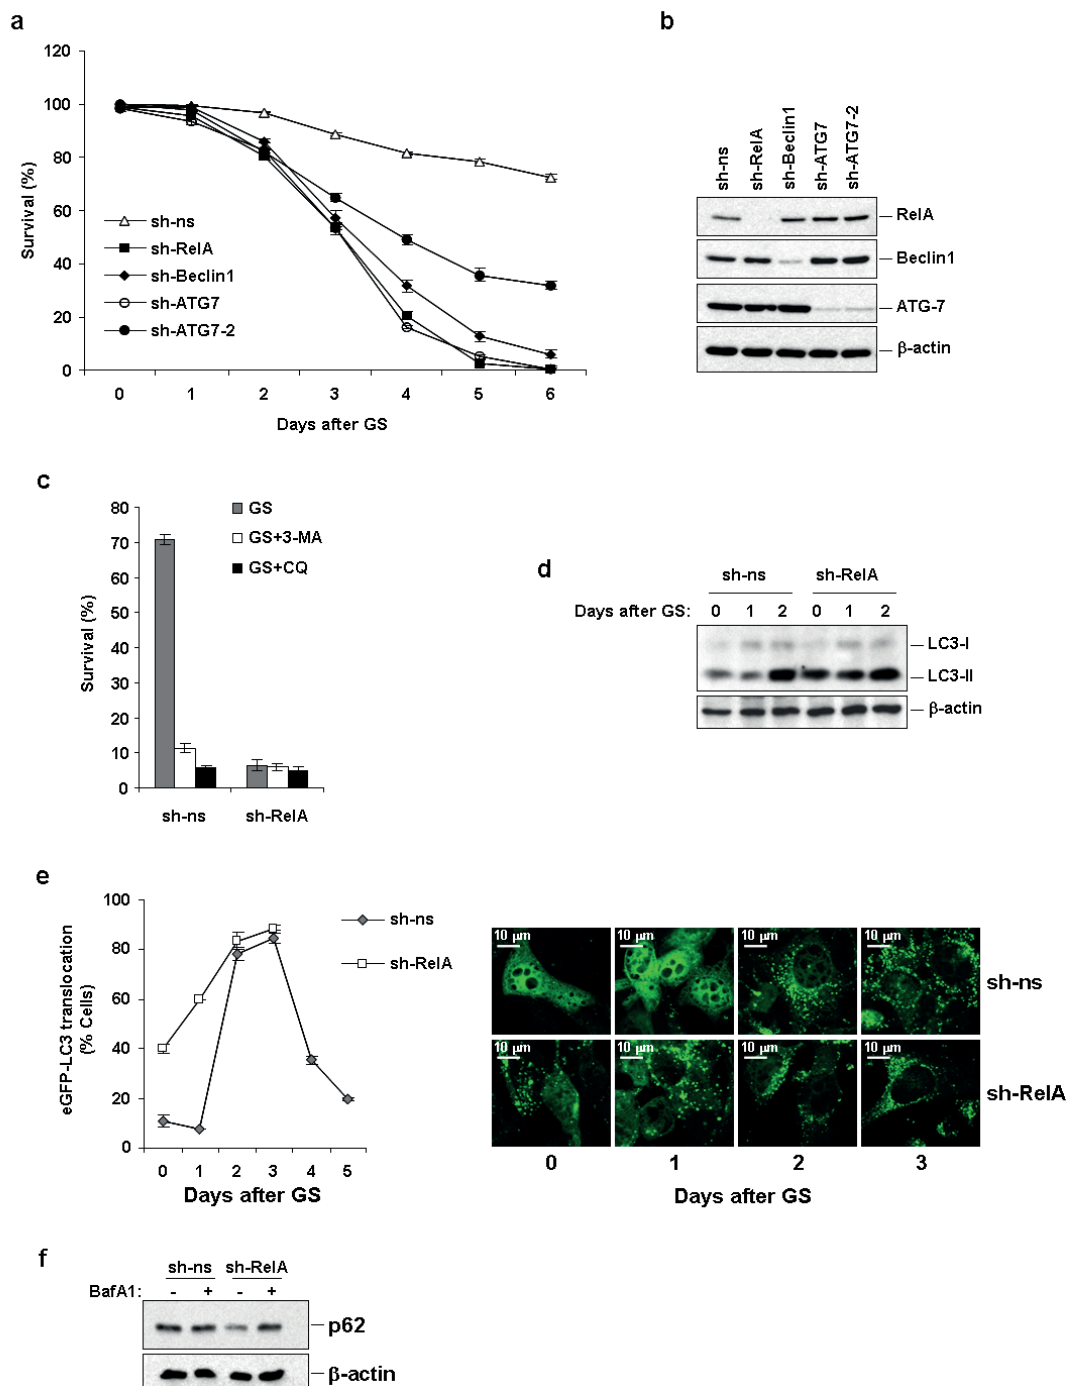 a
120
100
80
60
40
20
0
Survival (%)
sh-ns
sh-RelA
sh-Beclin1
sh-ATG7
sh-ATG7-2
0 1 2 3 4 5 6
Days after GS
b
sh-ns
sh-RelA
sh-Beclin1
sh-ATG7
sh-ATG7-2
RelA
Beclin1
ATG-7
β-actin
c
80
70
60
50
40
30
20
10
0
Survival (%)
GS
GS+3-MA
GS+CQ
sh-ns sh-RelA
d
sh-ns sh-RelA
Days after GS: 0 1 2 0 1 2
LC3-I
LC3-II
β-actin
e
100
80
60
40
20
0
eGFP-LC3 translocation
(% Cells)
sh-ns
sh-RelA
0 1 2 3 4 5
Days after GS
10 µm 10 µm 10 µm 10 µm
sh-ns
10 µm 10 µm 10 µm 10 µm
sh-RelA
0 1 2 3
Days after GS
f
sh-ns sh-RelA
BafA1: - + - +
p62
β-actin